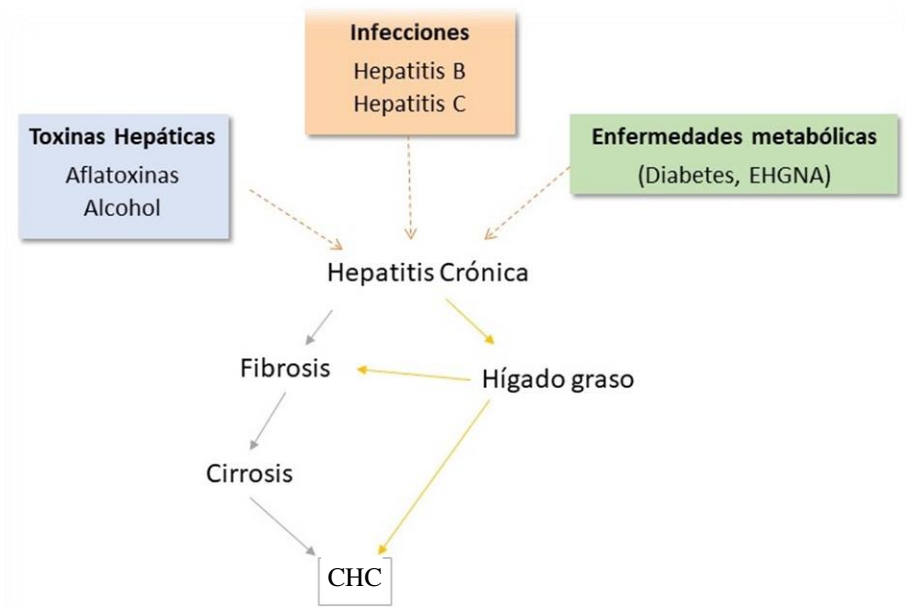 Infecciones
Hepatitis B
Hepatitis C
Toxinas Hepáticas
Aflatoxinas
Alcohol
Enfermedades metabólicas
(Diabetes, EHGNA)
Hepatitis Crónica
Fibrosis
Hígado graso
Cirrosis
CHC